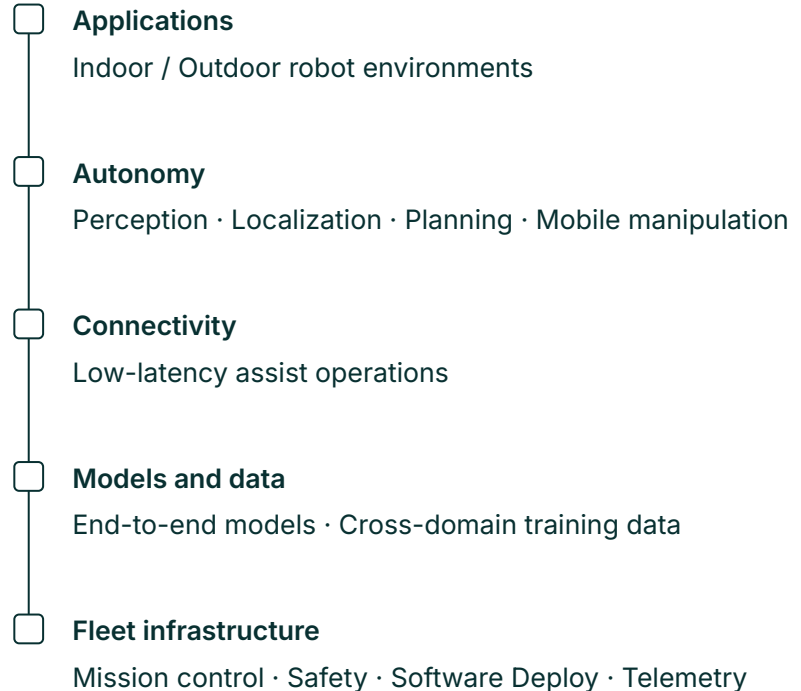 Applications
Indoor / Outdoor robot environments
Autonomy
Perception · Localization · Planning · Mobile manipulation
Connectivity
Low-latency assist operations
Models and data
End-to-end models · Cross-domain training data
Fleet infrastructure
Mission control · Safety · Software Deploy · Telemetry